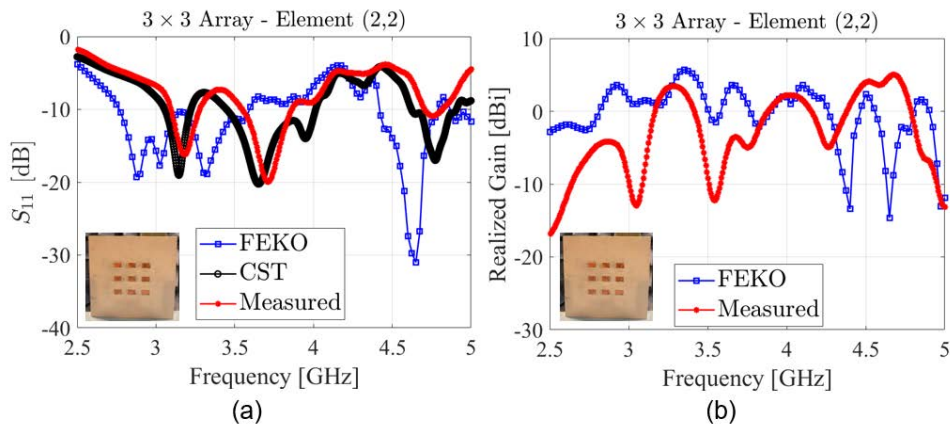 3 × 3 Array - Element (2,2)
0
-10
-20
-30
-40
S11 [dB]
FEKO
CST
Measured
2.5 3 3.5 4 4.5 5
Frequency [GHz]
(a)
3 × 3 Array - Element (2,2)
20
10
0
-10
-20
-30
Realized Gain [dBi]
FEKO
Measured
2.5 3 3.5 4 4.5 5
Frequency [GHz]
(b)